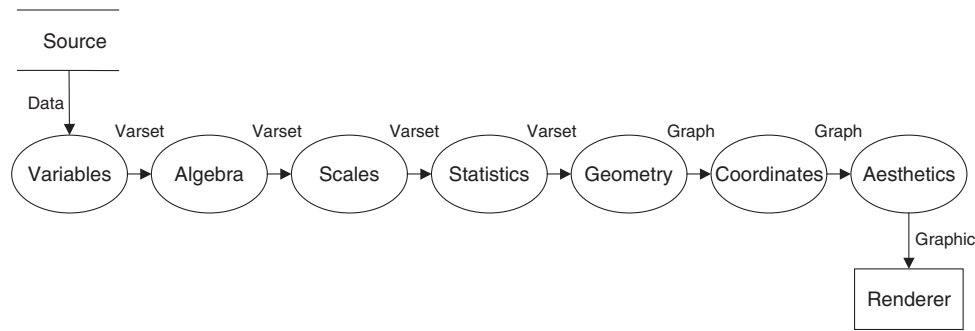 Source
Data
Varset
Varset
Varset
Varset
Graph
Graph
Variables
Algebra
Scales
Statistics
Geometry
Coordinates
Aesthetics
Graphic
Renderer